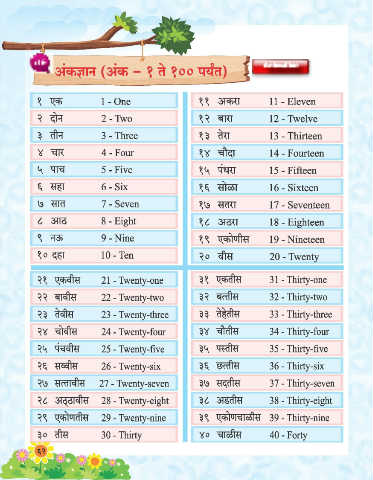 अंकज्ञान (अंक – १ ते १०० पर्यंत)
१ एक 1 - One
२ दोन 2 - Two
३ तीन 3 - Three
४ चार 4 - Four
५ पाच 5 - Five
६ सहा 6 - Six
७ सात 7 - Seven
८ आठ 8 - Eight
९ नऊ 9 - Nine
१० दहा 10 - Ten
११ अकरा 11 - Eleven
१२ बारा 12 - Twelve
१३ तेरा 13 - Thirteen
१४ चौदा 14 - Fourteen
१५ पंधरा 15 - Fifteen
१६ सोळा 16 - Sixteen
१७ सतरा 17 - Seventeen
१८ अठरा 18 - Eighteen
१९ एकोणीस 19 - Nineteen
२० वीस 20 - Twenty
२१ एकवीस 21 - Twenty-one
२२ बावीस 22 - Twenty-two
२३ तेवीस 23 - Twenty-three
२४ चोवीस 24 - Twenty-four
२५ पंचवीस 25 - Twenty-five
२६ सव्वीस 26 - Twenty-six
२७ सत्तावीस 27 - Twenty-seven
२८ अठ्ठावीस 28 - Twenty-eight
२९ एकोणतीस 29 - Twenty-nine
३० तीस 30 - Thirty
३१ एकतीस 31 - Thirty-one
३२ बत्तीस 32 - Thirty-two
३३ तेहेतीस 33 - Thirty-three
३४ चौतीस 34 - Thirty-four
३५ पस्तीस 35 - Thirty-five
३६ छत्तीस 36 - Thirty-six
३७ सदतीस 37 - Thirty-seven
३८ अडतीस 38 - Thirty-eight
३९ एकोणचाळीस 39 - Thirty-nine
४० चाळीस 40 - Forty